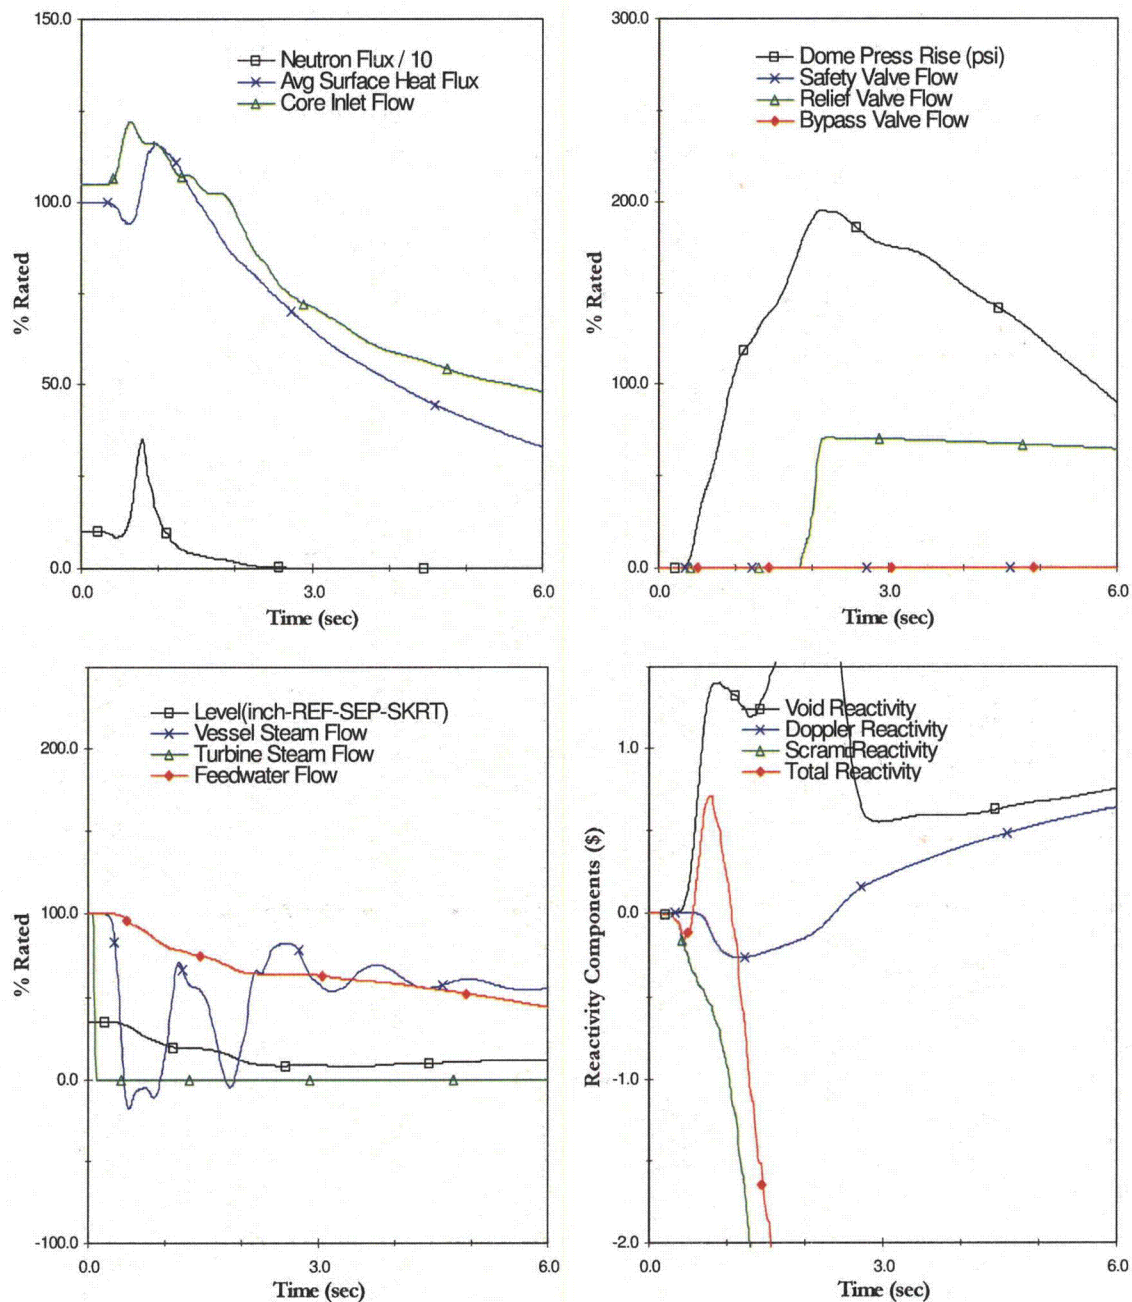 150.0
Neutron Flux / 10
Avg Surface Heat Flux
Core Inlet Flow
100.0
% Rated
50.0
0.0
0.0
3.0
6.0
Time (sec)
300.0
Dome Press Rise (psi)
Safety Valve Flow
Relief Valve Flow
Bypass Valve Flow
200.0
% Rated
100.0
0.0
0.0
3.0
6.0
Time (sec)
Level(inch-REF-SEP-SKRT)
Vessel Steam Flow
Turbine Steam Flow
Feedwater Flow
200.0
100.0
% Rated
0.0
-100.0
0.0
3.0
6.0
Time (sec)
Void Reactivity
Doppler Reactivity
Scram Reactivity
Total Reactivity
1.0
0.0
Reactivity Components ($)
-1.0
-2.0
0.0
3.0
6.0
Time (sec)